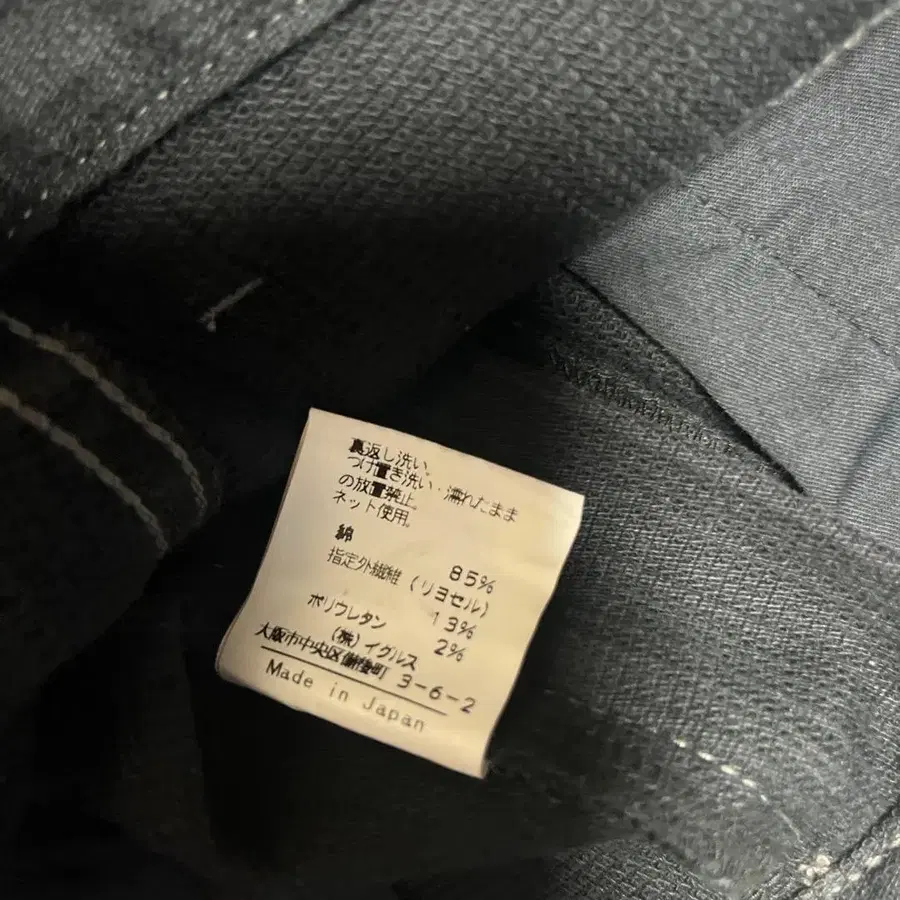 裏返し洗い。
つけ置き洗い・濡れたまま
の放置禁止。
ネット使用。
綿 85%
指定外繊維(リヨセル)
13%
ポリウレタン 2%
(株)イグルス
大阪市中央区備後町 3-6-2
Made in Japan